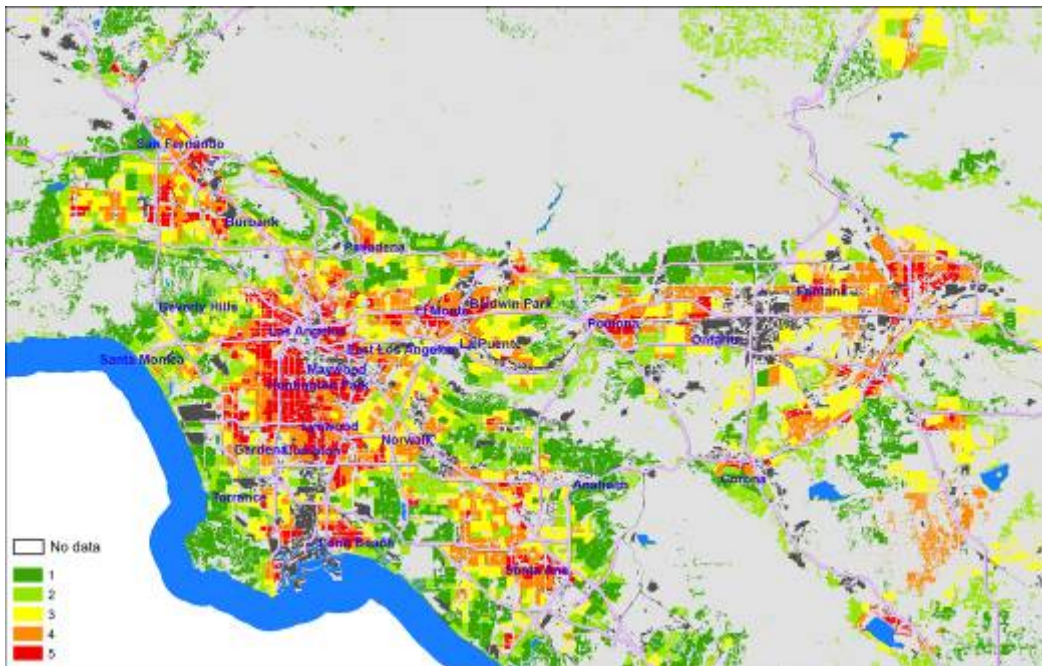 San Fernando
Burbank
Pasadena
Beverly Hills
El Monte
Baldwin Park
Fontana
Los Angeles
Pomona
Ontario
East Los Angeles
La Puente
Santa Monica
Maywood
Huntington Park
Lynwood
Norwalk
Gardena
Compton
Anaheim
Corona
Torrance
Long Beach
Santa Ana
No data
1
2
3
4
5